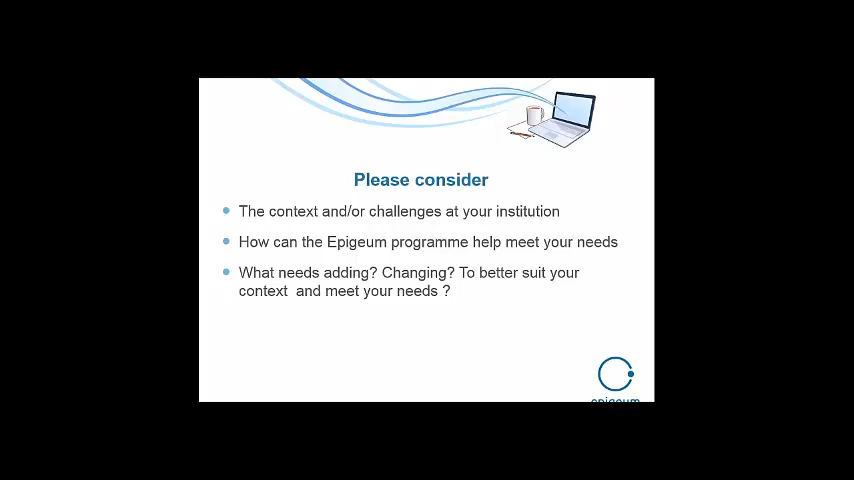 Please consider
The context and/or challenges at your institution
How can the Epigeum programme help meet your needs
What needs adding? Changing? To better suit your
context  and meet your needs ?
epigeum